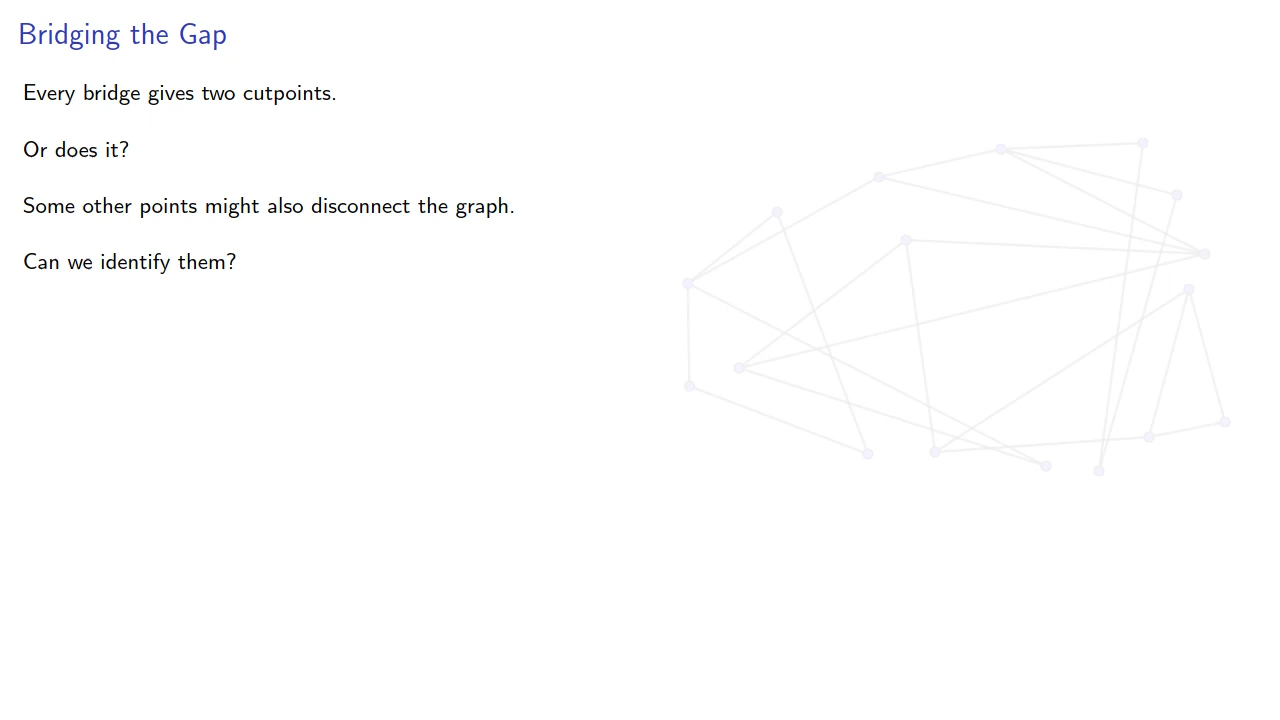 Bridging the Gap
Every bridge gives two cutpoints.
Or does it?
Some other points might also disconnect the graph.
Can we identify them?